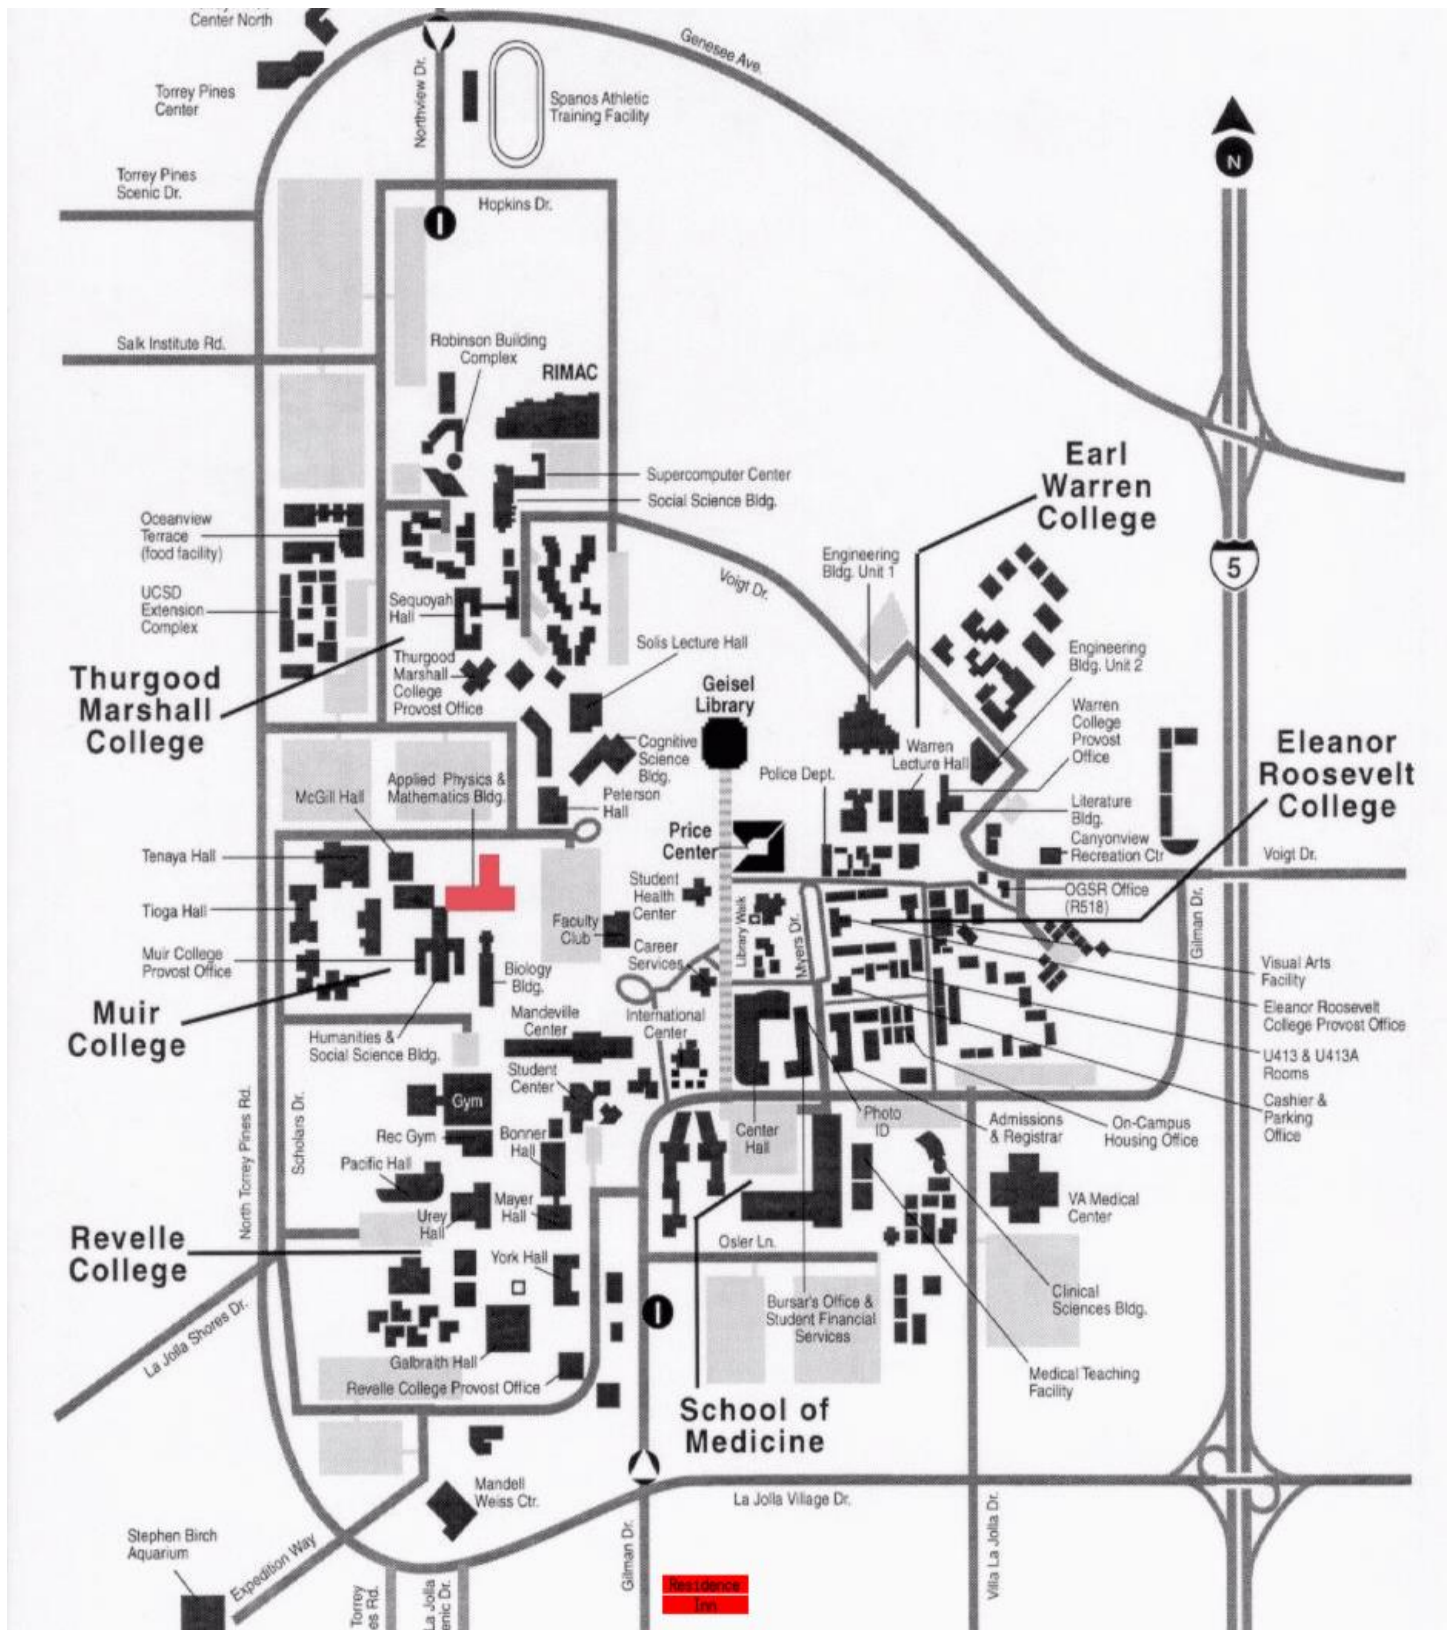 Center North
Torrey Pines
Center
Northview Dr.
Spanos Athletic
Training Facility
Genesee Ave.
N
Torrey Pines
Scenic Dr.
Hopkins Dr.
Salk Institute Rd.
Robinson Building
Complex
RIMAC
Supercomputer Center
Social Science Bldg.
Earl
Warren
College
Oceanview
Terrace
(food facility)
UCSD
Extension
Complex
Sequoyah
Hall
Voigt Dr.
Engineering
Bldg. Unit 1
5
Solis Lecture Hall
Engineering
Bldg. Unit 2
Thurgood
Marshall
College
Thurgood
Marshall
College
Provost Office
Geisel
Library
Warren
College
Provost
Office
Cognitive
Science
Bldg.
Warren
Lecture Hall
Eleanor
Roosevelt
College
Police Dept.
Applied Physics &
Mathematics Bldg.
McGill Hall
Peterson
Hall
Literature
Bldg.
Price
Center
Canyonview
Recreation Ctr
Voigt Dr.
Tenaya Hall
Student
Health
Center
OGSR Office
(R518)
Tioga Hall
Faculty
Club
Library Walk
Myers Dr.
Gilman Dr.
Muir College
Provost Office
Career
Services
Biology
Bldg.
Visual Arts
Facility
Muir
College
Mandeville
Center
International
Center
Eleanor Roosevelt
College Provost Office
Humanities &
Social Science Bldg.
U413 & U413A
Rooms
Student
Center
Gym
Cashier &
Parking
Office
North Torrey Pines Rd.
Scholars Dr.
Rec Gym
Bonner
Hall
Center
Hall
Photo
ID
Admissions
& Registrar
On-Campus
Housing Office
Pacific Hall
Urey
Hall
Mayer
Hall
VA Medical
Center
Revelle
College
York Hall
Osler Ln.
La Jolla Shores Dr.
Bursar's Office &
Student Financial
Services
Clinical
Sciences Bldg.
Galbraith Hall
Revelle College Provost Office
Medical Teaching
Facility
School of
Medicine
Mandell
Weiss Ctr.
La Jolla Village Dr.
Stephen Birch
Aquarium
Expedition Way
Torrey
es Rd.
La Jolla
enic Dr.
Gilman Dr.
Residence
Inn
Villa La Jolla Dr.